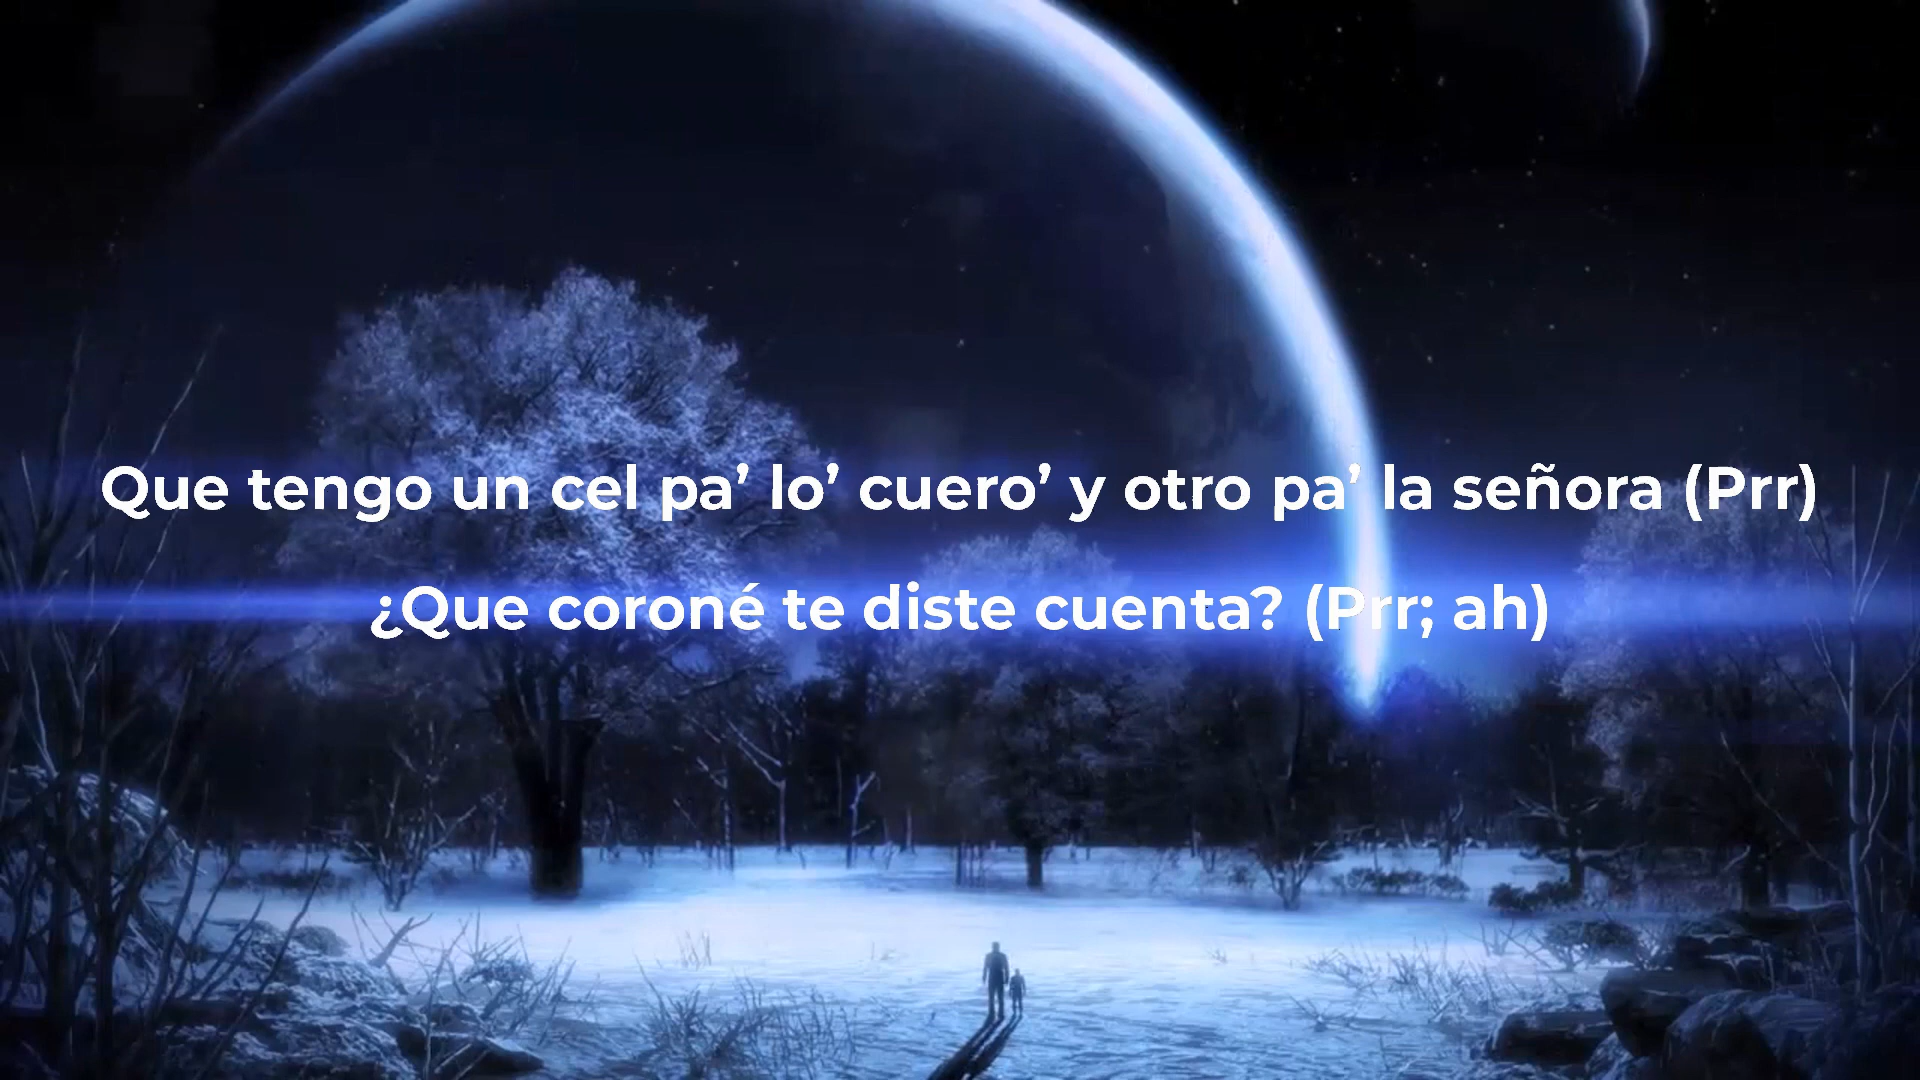 Que tengo un cel pa’ lo’ cuero’ y otro pa’ la señora (Prr)
¿Que coroné te diste cuenta? (Prr; ah)